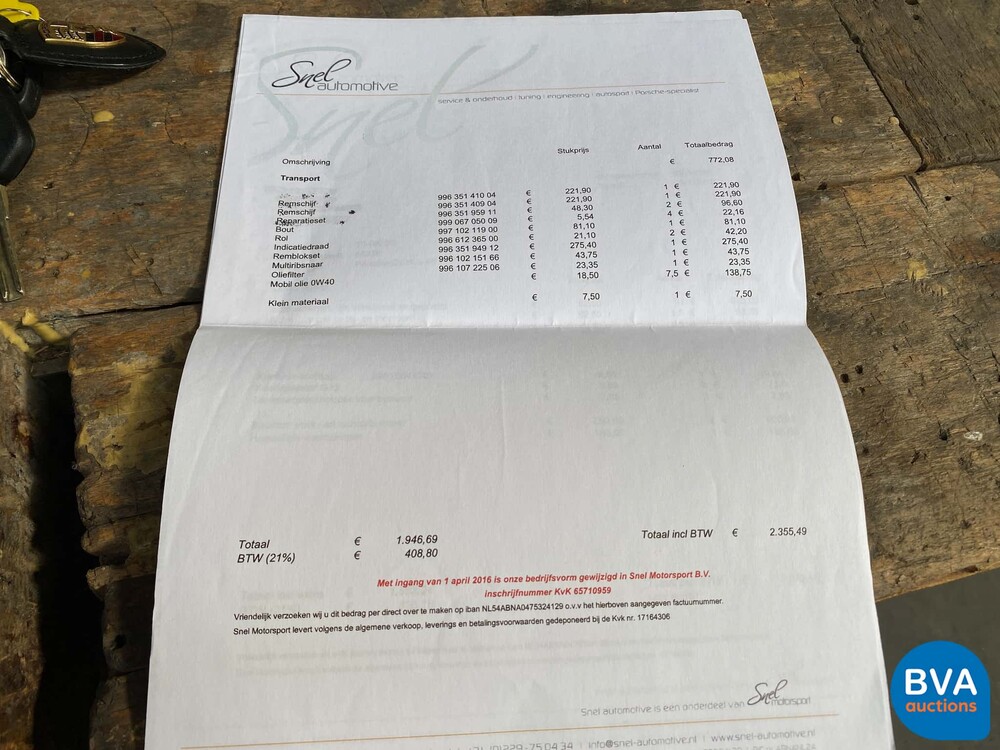 Snel
automotive
service & onderhoud | tuning | engineering | autosport | Porsche-specialist
Omschrijving Stukprijs Aantal Totaalbedrag
Transport € 772,08
Remschijf 996 351 410 04 € 221,90 1 € 221,90
Remschijf 996 351 409 04 € 221,90 1 € 221,90
Reparatieset 996 351 959 11 € 48,30 2 € 96,60
Bout 999 067 050 09 € 5,54 4 € 22,16
Rol 997 102 119 00 € 81,10 1 € 81,10
Indicatiedraad 996 612 365 00 € 21,10 2 € 42,20
Remblokset 996 351 949 12 € 275,40 1 € 275,40
Multiribsnaar 996 102 151 66 € 43,75 1 € 43,75
Oliefilter 996 107 225 06 € 23,35 1 € 23,35
Mobil olie 0W40 € 18,50 7,5 € 138,75
Klein materiaal € 7,50 1 € 7,50
Totaal € 1.946,69 Totaal incl BTW € 2.355,49
BTW (21%) € 408,80
Met ingang van 1 april 2016 is onze bedrijfsvorm gewijzigd in Snel Motorsport B.V.
inschrijfnummer KvK 65710959
Vriendelijk verzoeken wij u dit bedrag per direct over te maken op iban NL54ABNA0475324129 o.v.v het hierboven aangegeven factuurnummer.
Snel Motorsport levert volgens de algemene verkoop, leverings en betalingsvoorwaarden gedeponeerd bij de Kvk nr. 17164306
Snel automotive is een onderdeel van Snel motorsport
(0)229 - 75 04 34 | info@snel-automotive.nl | www.snel-automotive.nl
BVA
auctions